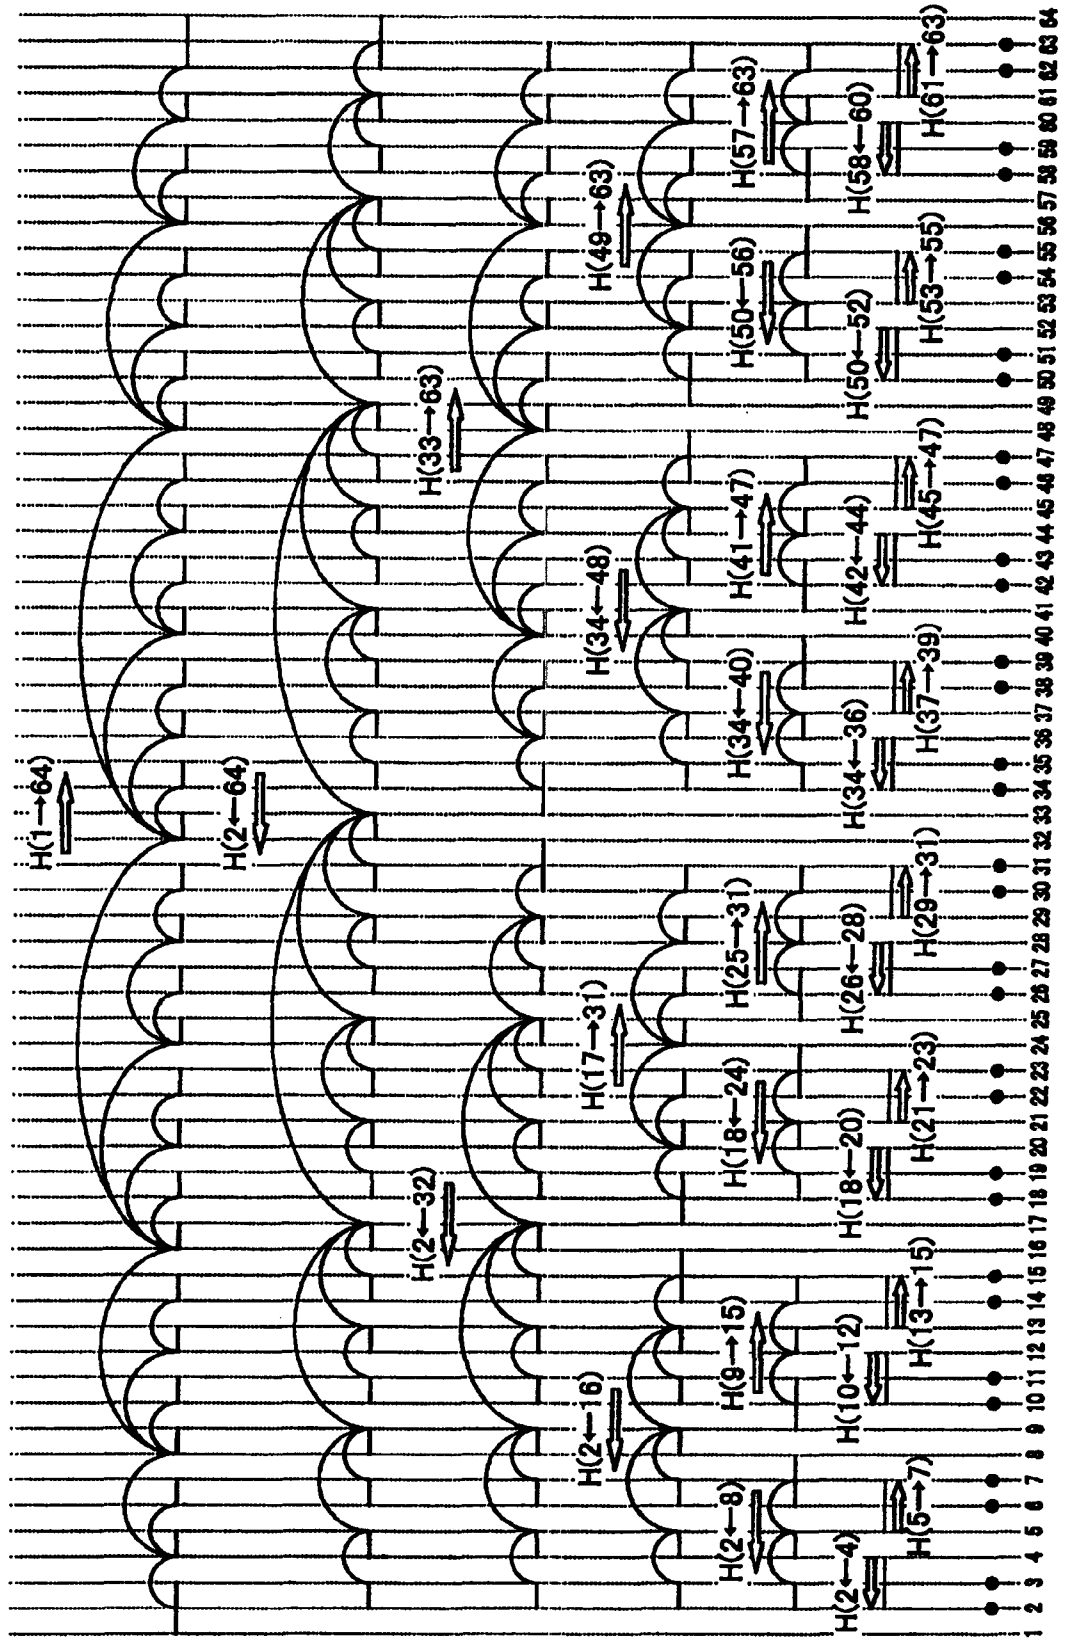 H(1→64)
H(2←64)
H(2←32)
H(33→63)
H(2←16)
H(17→31)
H(34←48)
H(49→63)
H(2←8)
H(9→15)
H(18←24)
H(25→31)
H(34←40)
H(41→47)
H(50←56)
H(57→63)
H(2←4)
H(10←12)
H(18←20)
H(26←28)
H(34←36)
H(42←44)
H(50←52)
H(58←60)
H(5→7)
H(13→15)
H(21→23)
H(29→31)
H(37→39)
H(45→47)
H(53→55)
H(61→63)
1 2 3 4 5 6 7 8 9 10 11 12 13 14 15 16 17 18 19 20 21 22 23 24 25 26 27 28 29 30 31 32 33 34 35 36 37 38 39 40 41 42 43 44 45 46 47 48 49 50 51 52 53 54 55 56 57 58 59 60 61 62 63 64